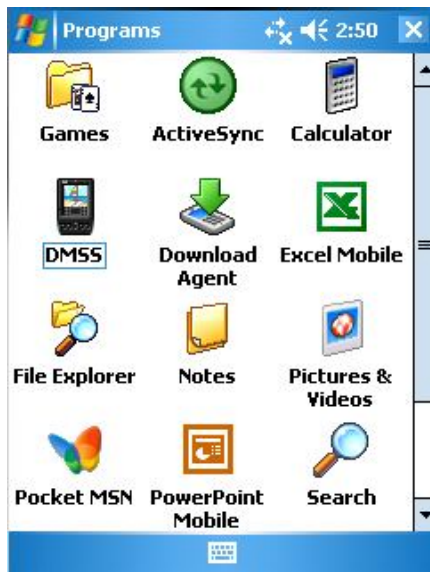 Programs 2:50
Games ActiveSync Calculator
DMSS Download Agent Excel Mobile
File Explorer Notes Pictures & Videos
Pocket MSN PowerPoint Mobile Search